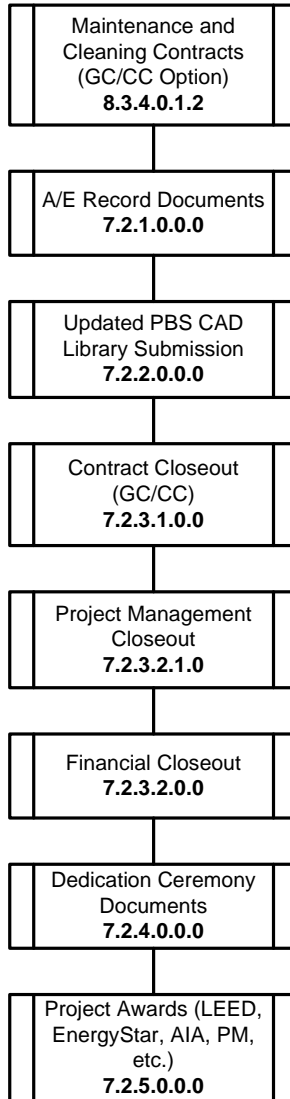 Maintenance and
Cleaning Contracts
(GC/CC Option)
8.3.4.0.1.2
A/E Record Documents
7.2.1.0.0.0
Updated PBS CAD
Library Submission
7.2.2.0.0.0
Contract Closeout
(GC/CC)
7.2.3.1.0.0
Project Management
Closeout
7.2.3.2.1.0
Financial Closeout
7.2.3.2.0.0
Dedication Ceremony
Documents
7.2.4.0.0.0
Project Awards (LEED,
EnergyStar, AIA, PM,
etc.)
7.2.5.0.0.0